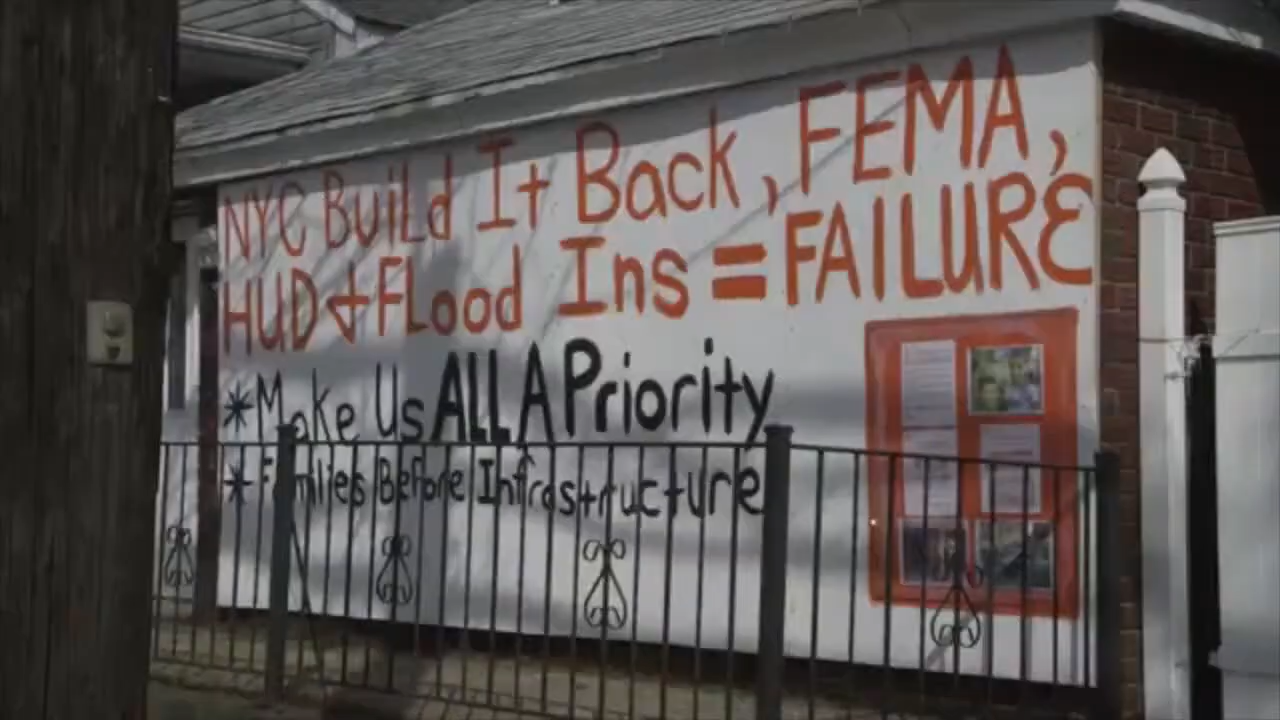 NYC Build It Back, FEMA,
HUD & Flood Ins = FAILURE
* Make Us ALL A Priority
* Families Before Infrastructure